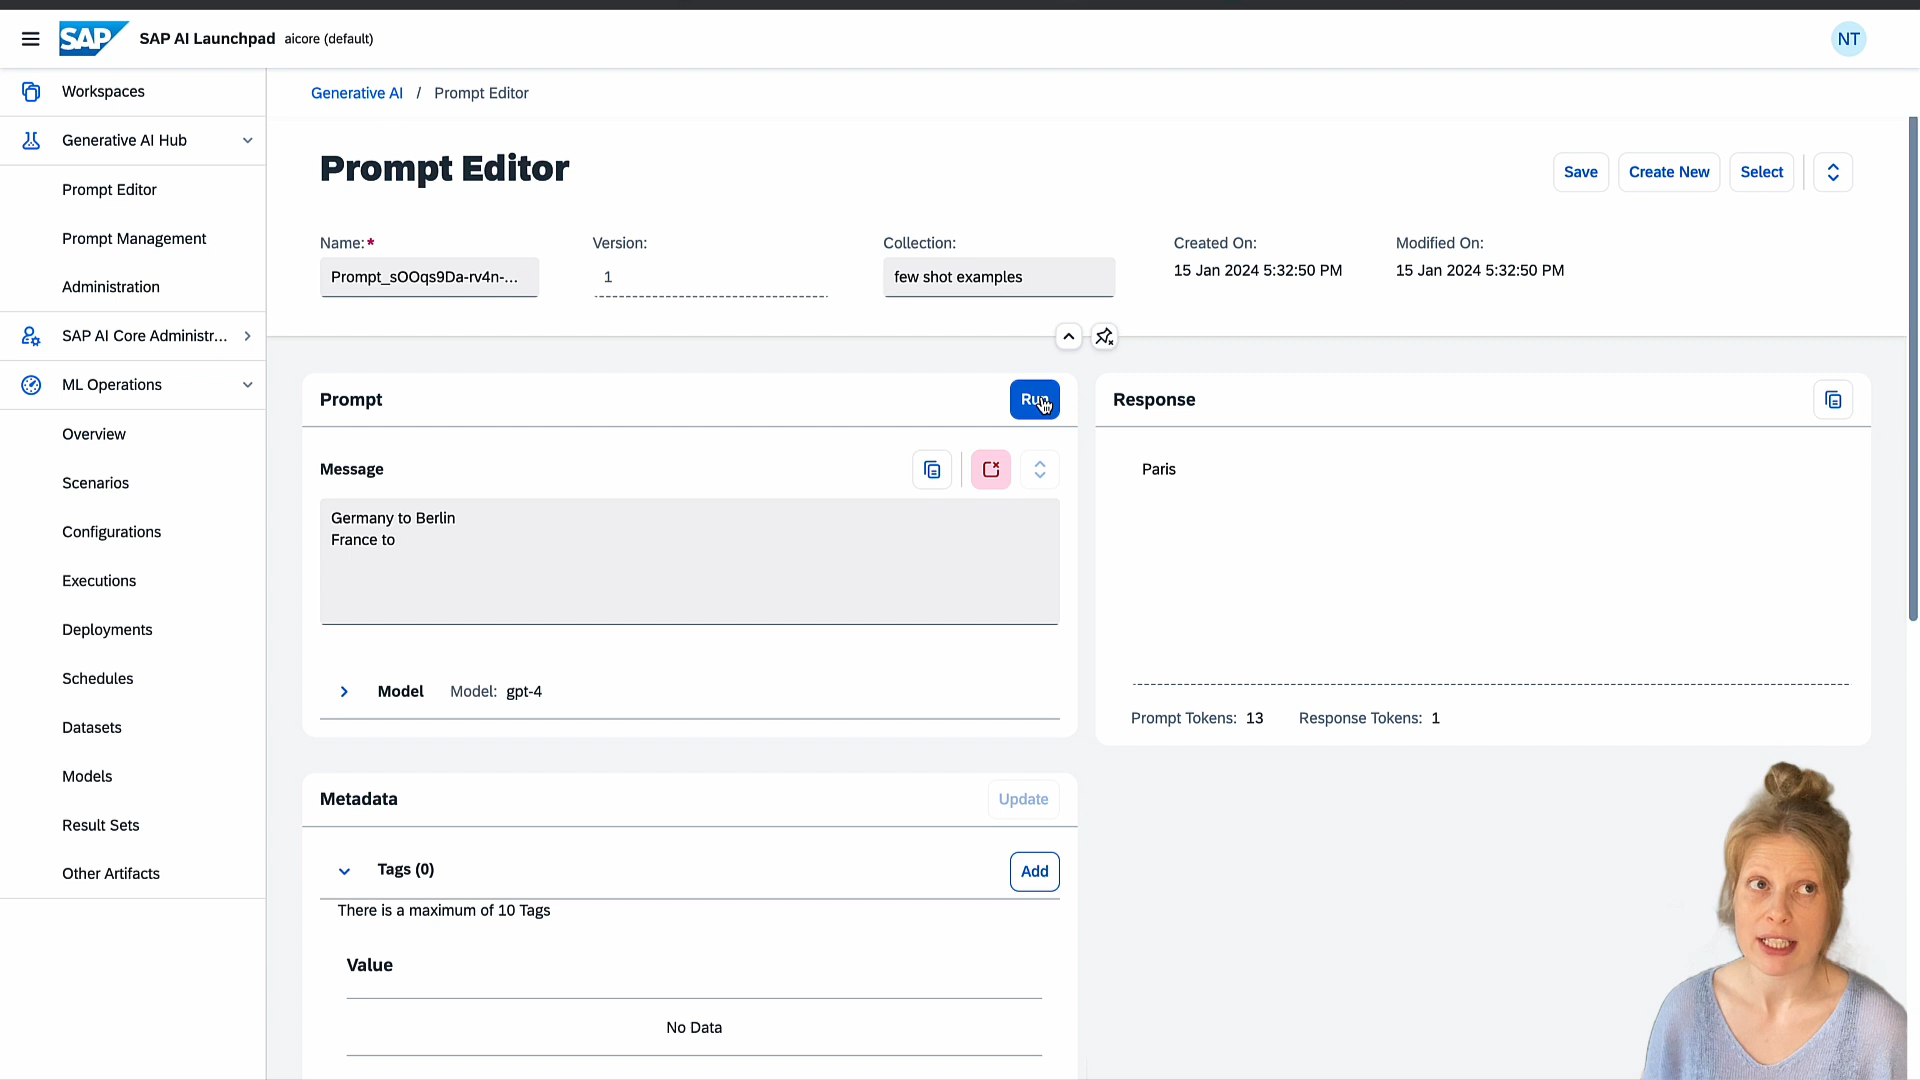 SAP SAP AI Launchpad aicore (default) NT
Workspaces
Generative AI Hub
Prompt Editor
Prompt Management
Administration
SAP AI Core Administr...
ML Operations
Overview
Scenarios
Configurations
Executions
Deployments
Schedules
Datasets
Models
Result Sets
Other Artifacts
Generative AI / Prompt Editor
Prompt Editor
Save Create New Select
Name:* Version: Collection: Created On: Modified On:
Prompt_sOOqs9Da-rv4n-... 1 few shot examples 15 Jan 2024 5:32:50 PM 15 Jan 2024 5:32:50 PM
Prompt Run
Message
Germany to Berlin
France to
Model Model: gpt-4
Response
Paris
Prompt Tokens: 13 Response Tokens: 1
Metadata Update
Tags (0) Add
There is a maximum of 10 Tags
Value
No Data